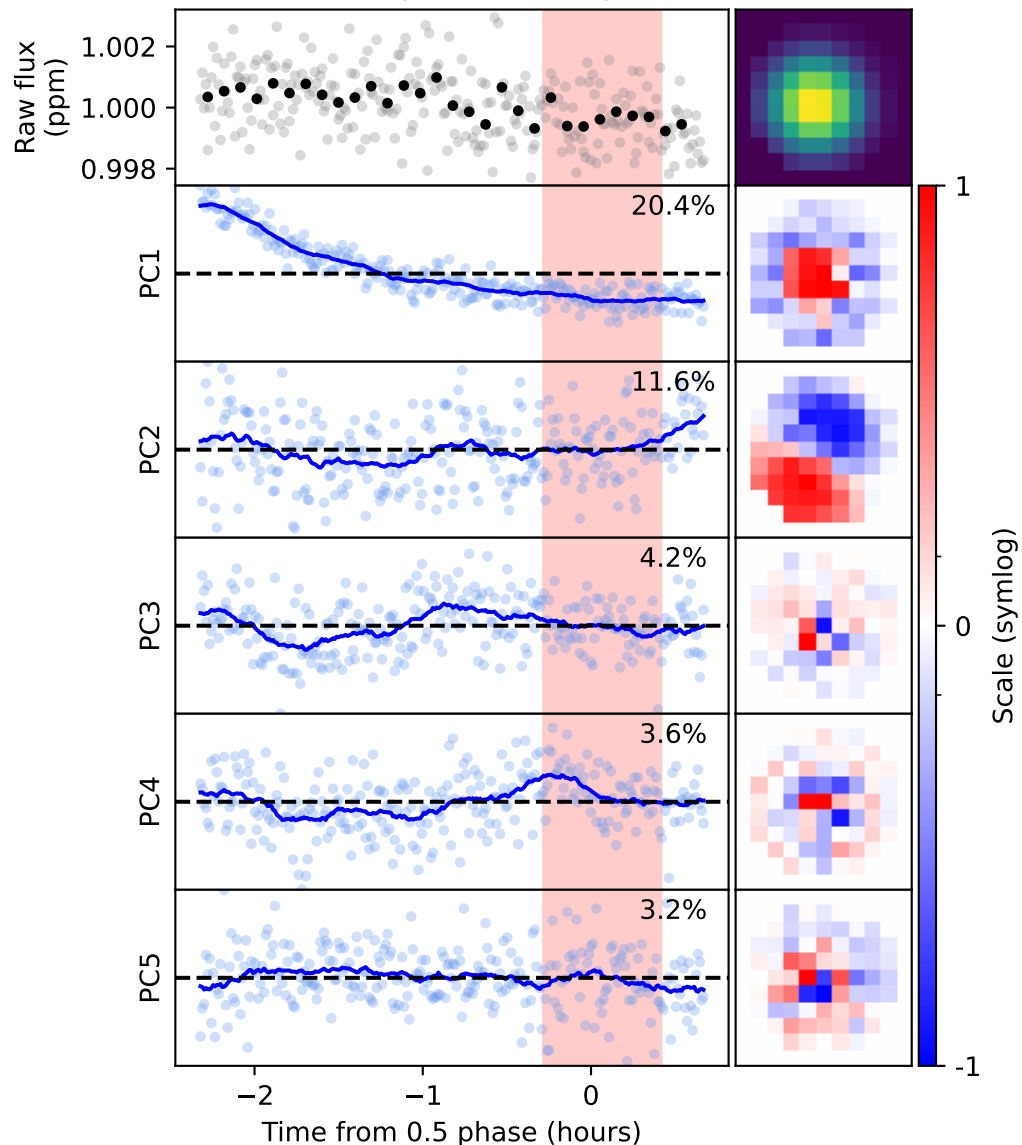 Raw flux
(ppm)
1.002
1.000
0.998
PC1
20.4%
PC2
11.6%
PC3
4.2%
PC4
3.6%
PC5
3.2%
−2
−1
0
Time from 0.5 phase (hours)
1
0
-1
Scale (symlog)